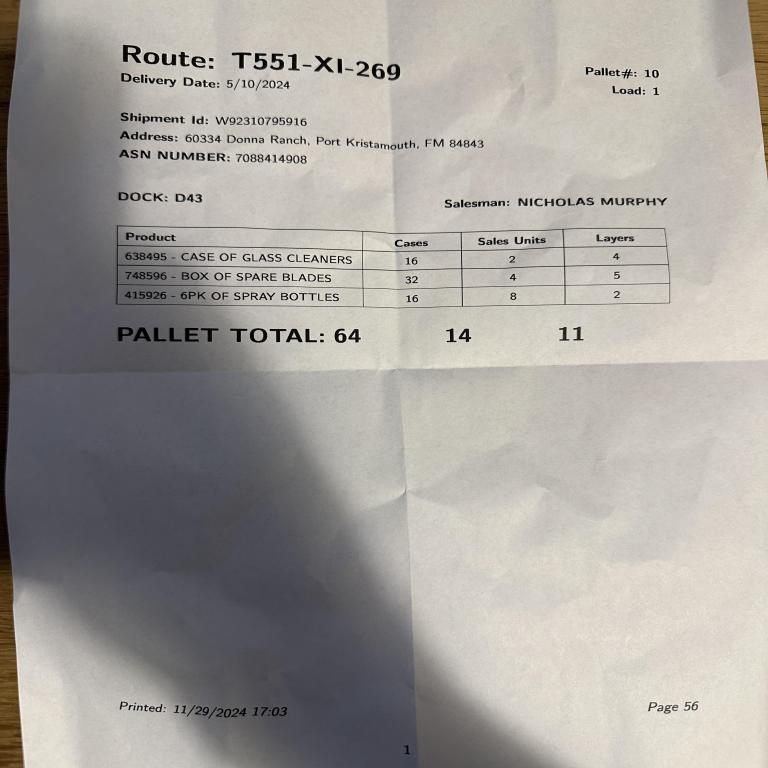 Route: T551-XI-269
Delivery Date: 5/10/2024
Pallet#: 10
Load: 1
Shipment Id: W92310795916
Address: 60334 Donna Ranch, Port Kristamouth, FM 84843
ASN NUMBER: 7088414908
DOCK: D43
Salesman: NICHOLAS MURPHY
Product Cases Sales Units Layers
638495 - CASE OF GLASS CLEANERS 16 2 4
748596 - BOX OF SPARE BLADES 32 4 5
415926 - 6PK OF SPRAY BOTTLES 16 8 2
PALLET TOTAL: 64 14 11
Printed: 11/29/2024 17:03
Page 56
1